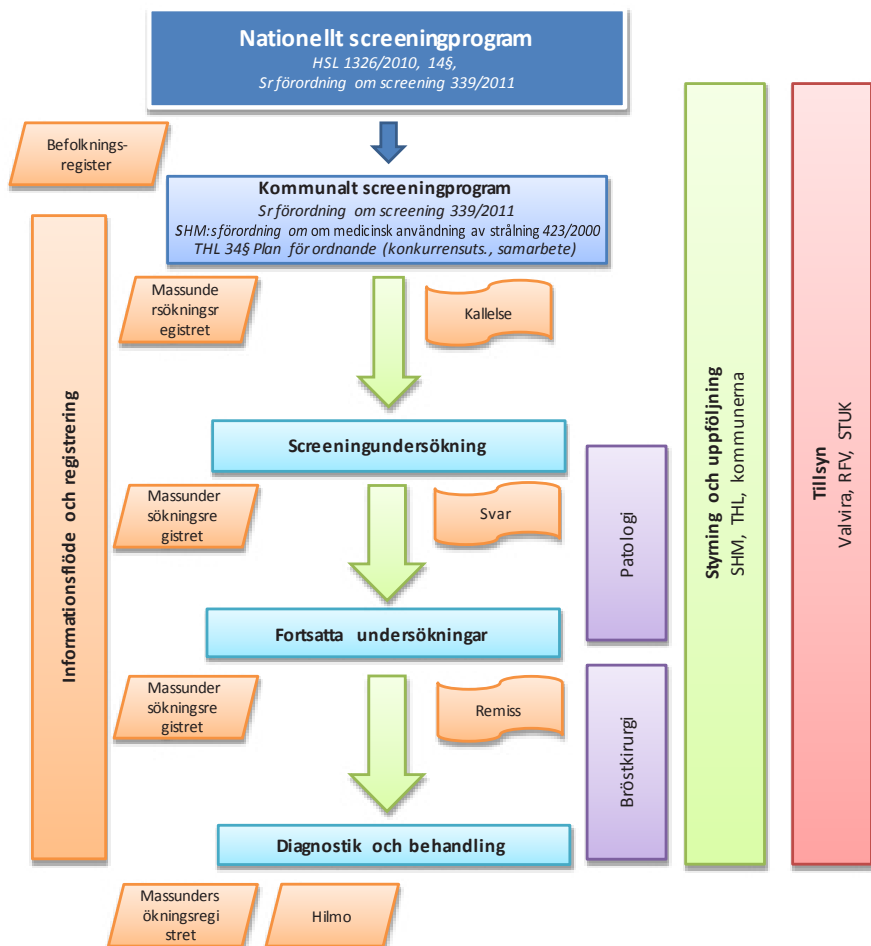 Nationellt screeningprogram
HSL 1326/2010, 14§,
Sr förordning om screening 339/2011
Befolknings-
register
Kommunalt screeningprogram
Sr förordning om screening 339/2011
SHM:s förordning om om medicinsk användning av strålning 423/2000
THL 34§ Plan för ordnande (konkurrensuts., samarbete)
Massunde
rsökningsr
egistret
Kallelse
Screeningundersökning
Massunder
sökningsre
gistret
Svar
Fortsatta undersökningar
Massunder
sökningsre
gistret
Remiss
Diagnostik och behandling
Massunders
ökningsregi
stret
Hilmo
Informationsflöde och registrering
Patologi
Bröstkirurgi
Styrning och uppföljning
SHM, THL, kommunerna
Tillsyn
Valvira, RFV, STUK